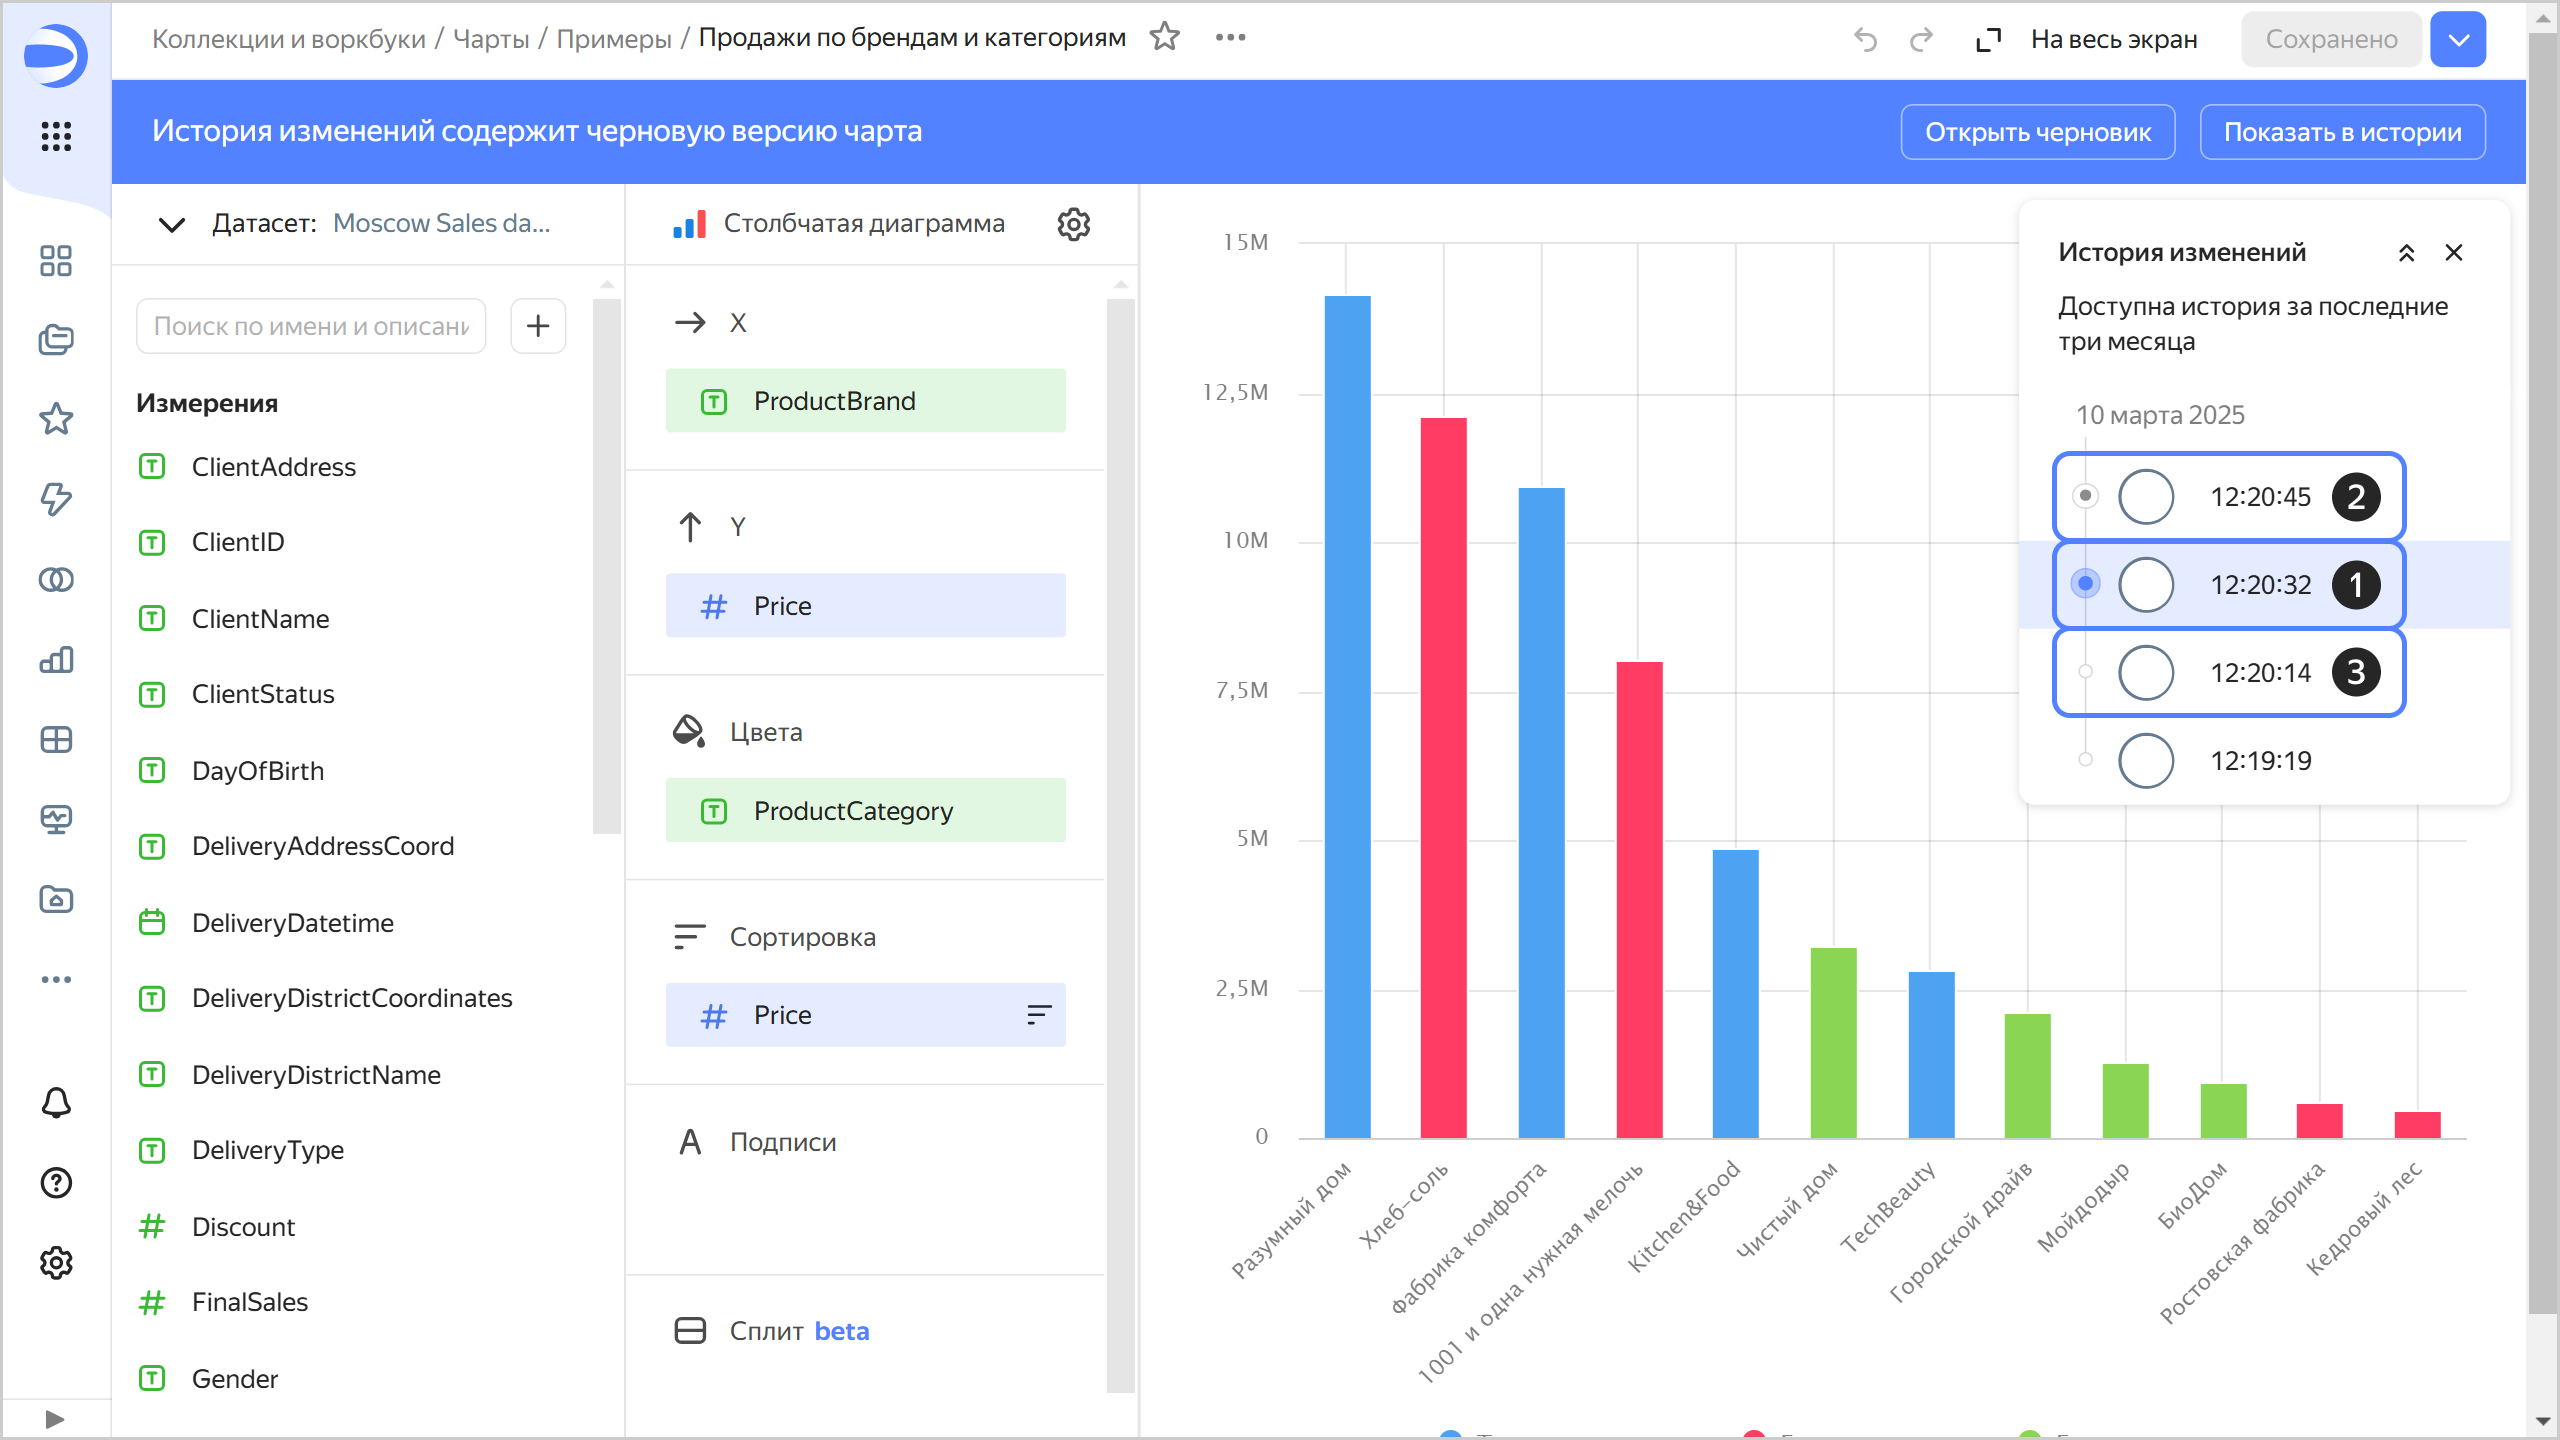 Коллекции и воркбуки / Чарты / Примеры / Продажи по брендам и категориям
На весь экран
Сохранено
История изменений содержит черновую версию чарта
Открыть черновик
Показать в истории
Датасет: Moscow Sales da...
Поиск по имени и описани
Измерения
ClientAddress
ClientID
ClientName
ClientStatus
DayOfBirth
DeliveryAddressCoord
DeliveryDatetime
DeliveryDistrictCoordinates
DeliveryDistrictName
DeliveryType
Discount
FinalSales
Gender
Столбчатая диаграмма
X
ProductBrand
Y
Price
Цвета
ProductCategory
Сортировка
Price
Подписи
Сплит beta
15M
12,5M
10M
7,5M
5M
2,5M
0
Разумный дом
Хлеб-соль
Фабрика комфорта
1001 и одна нужная мелочь
Kitchen&Food
Чистый дом
TechBeauty
Городской драйв
Мойдодыр
БиоДом
Ростовская фабрика
Кедровый лес
История изменений
Доступна история за последние
три месяца
10 марта 2025
12:20:45 2
12:20:32 1
12:20:14 3
12:19:19